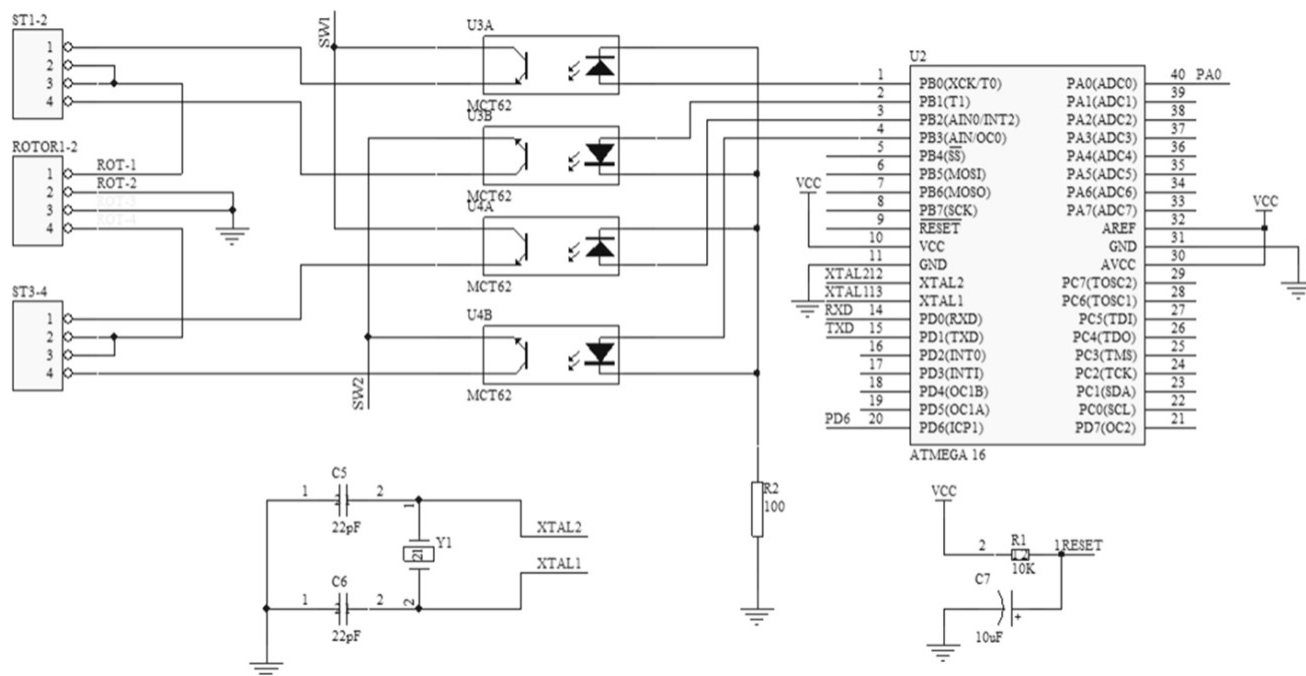 ST1-2
1
2
3
4
ROTOR1-2
1
2
3
4
ROT-1
ROT-2
ROT-3
ROT-4
ST3-4
1
2
3
4
SW1
SW2
U3A
MCT62
U3B
MCT62
U4A
MCT62
U4B
MCT62
U2
1 PB0(XCK/T0) PA0(ADC0) 40 PA0
2 PB1(T1) PA1(ADC1) 39
3 PB2(AIN0/INT2) PA2(ADC2) 38
4 PB3(AIN/OC0) PA3(ADC3) 37
5 PB4(SS) PA4(ADC4) 36
6 PB5(MOSI) PA5(ADC5) 35
7 PB6(MOSO) PA6(ADC6) 34
8 PB7(SCK) PA7(ADC7) 33
9 RESET AREF 32
10 VCC GND 31
11 GND AVCC 30
XTAL2 12 XTAL2 PC7(TOSC2) 29
XTAL1 13 XTAL1 PC6(TOSC1) 28
RXD 14 PD0(RXD) PC5(TDI) 27
TXD 15 PD1(TXD) PC4(TDO) 26
16 PD2(INT0) PC3(TMS) 25
17 PD3(INTI) PC2(TCK) 24
18 PD4(OC1B) PC1(SDA) 23
19 PD5(OC1A) PC0(SCL) 22
PD6 20 PD6(ICP1) PD7(OC2) 21
ATMEGA 16
VCC
VCC
C5
1 2
22pF
1
Y1
2
C6
1 2
22pF
XTAL2
XTAL1
R2
100
VCC
2 R1 1 RESET
10K
C7
+
10uF